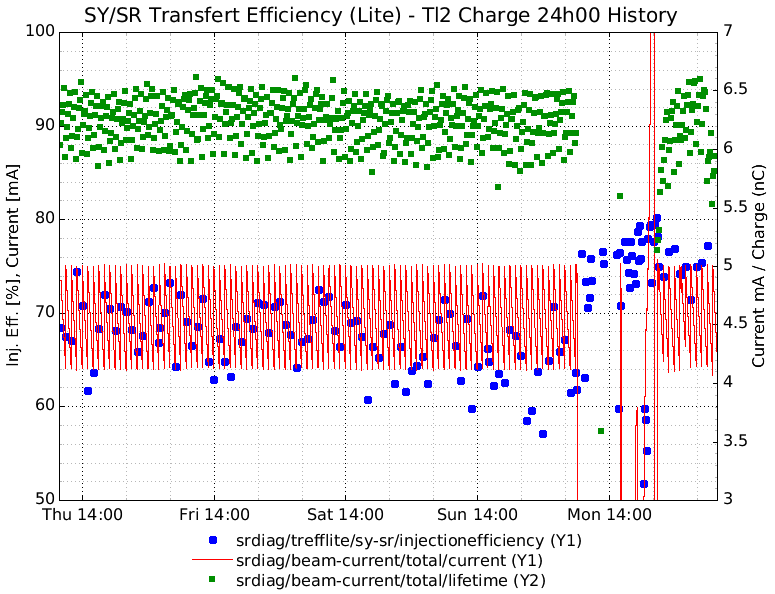 SY/SR Transfert Efficiency (Lite) - Tl2 Charge 24h00 History
100
90
80
70
60
50
Inj. Eff. [%], Current [mA]
7
6.5
6
5.5
5
4.5
4
3.5
3
Current mA / Charge (nC)
Thu 14:00 Fri 14:00 Sat 14:00 Sun 14:00 Mon 14:00
srdiag/trefflite/sy-sr/injectionefficiency (Y1)
srdiag/beam-current/total/current (Y1)
srdiag/beam-current/total/lifetime (Y2)